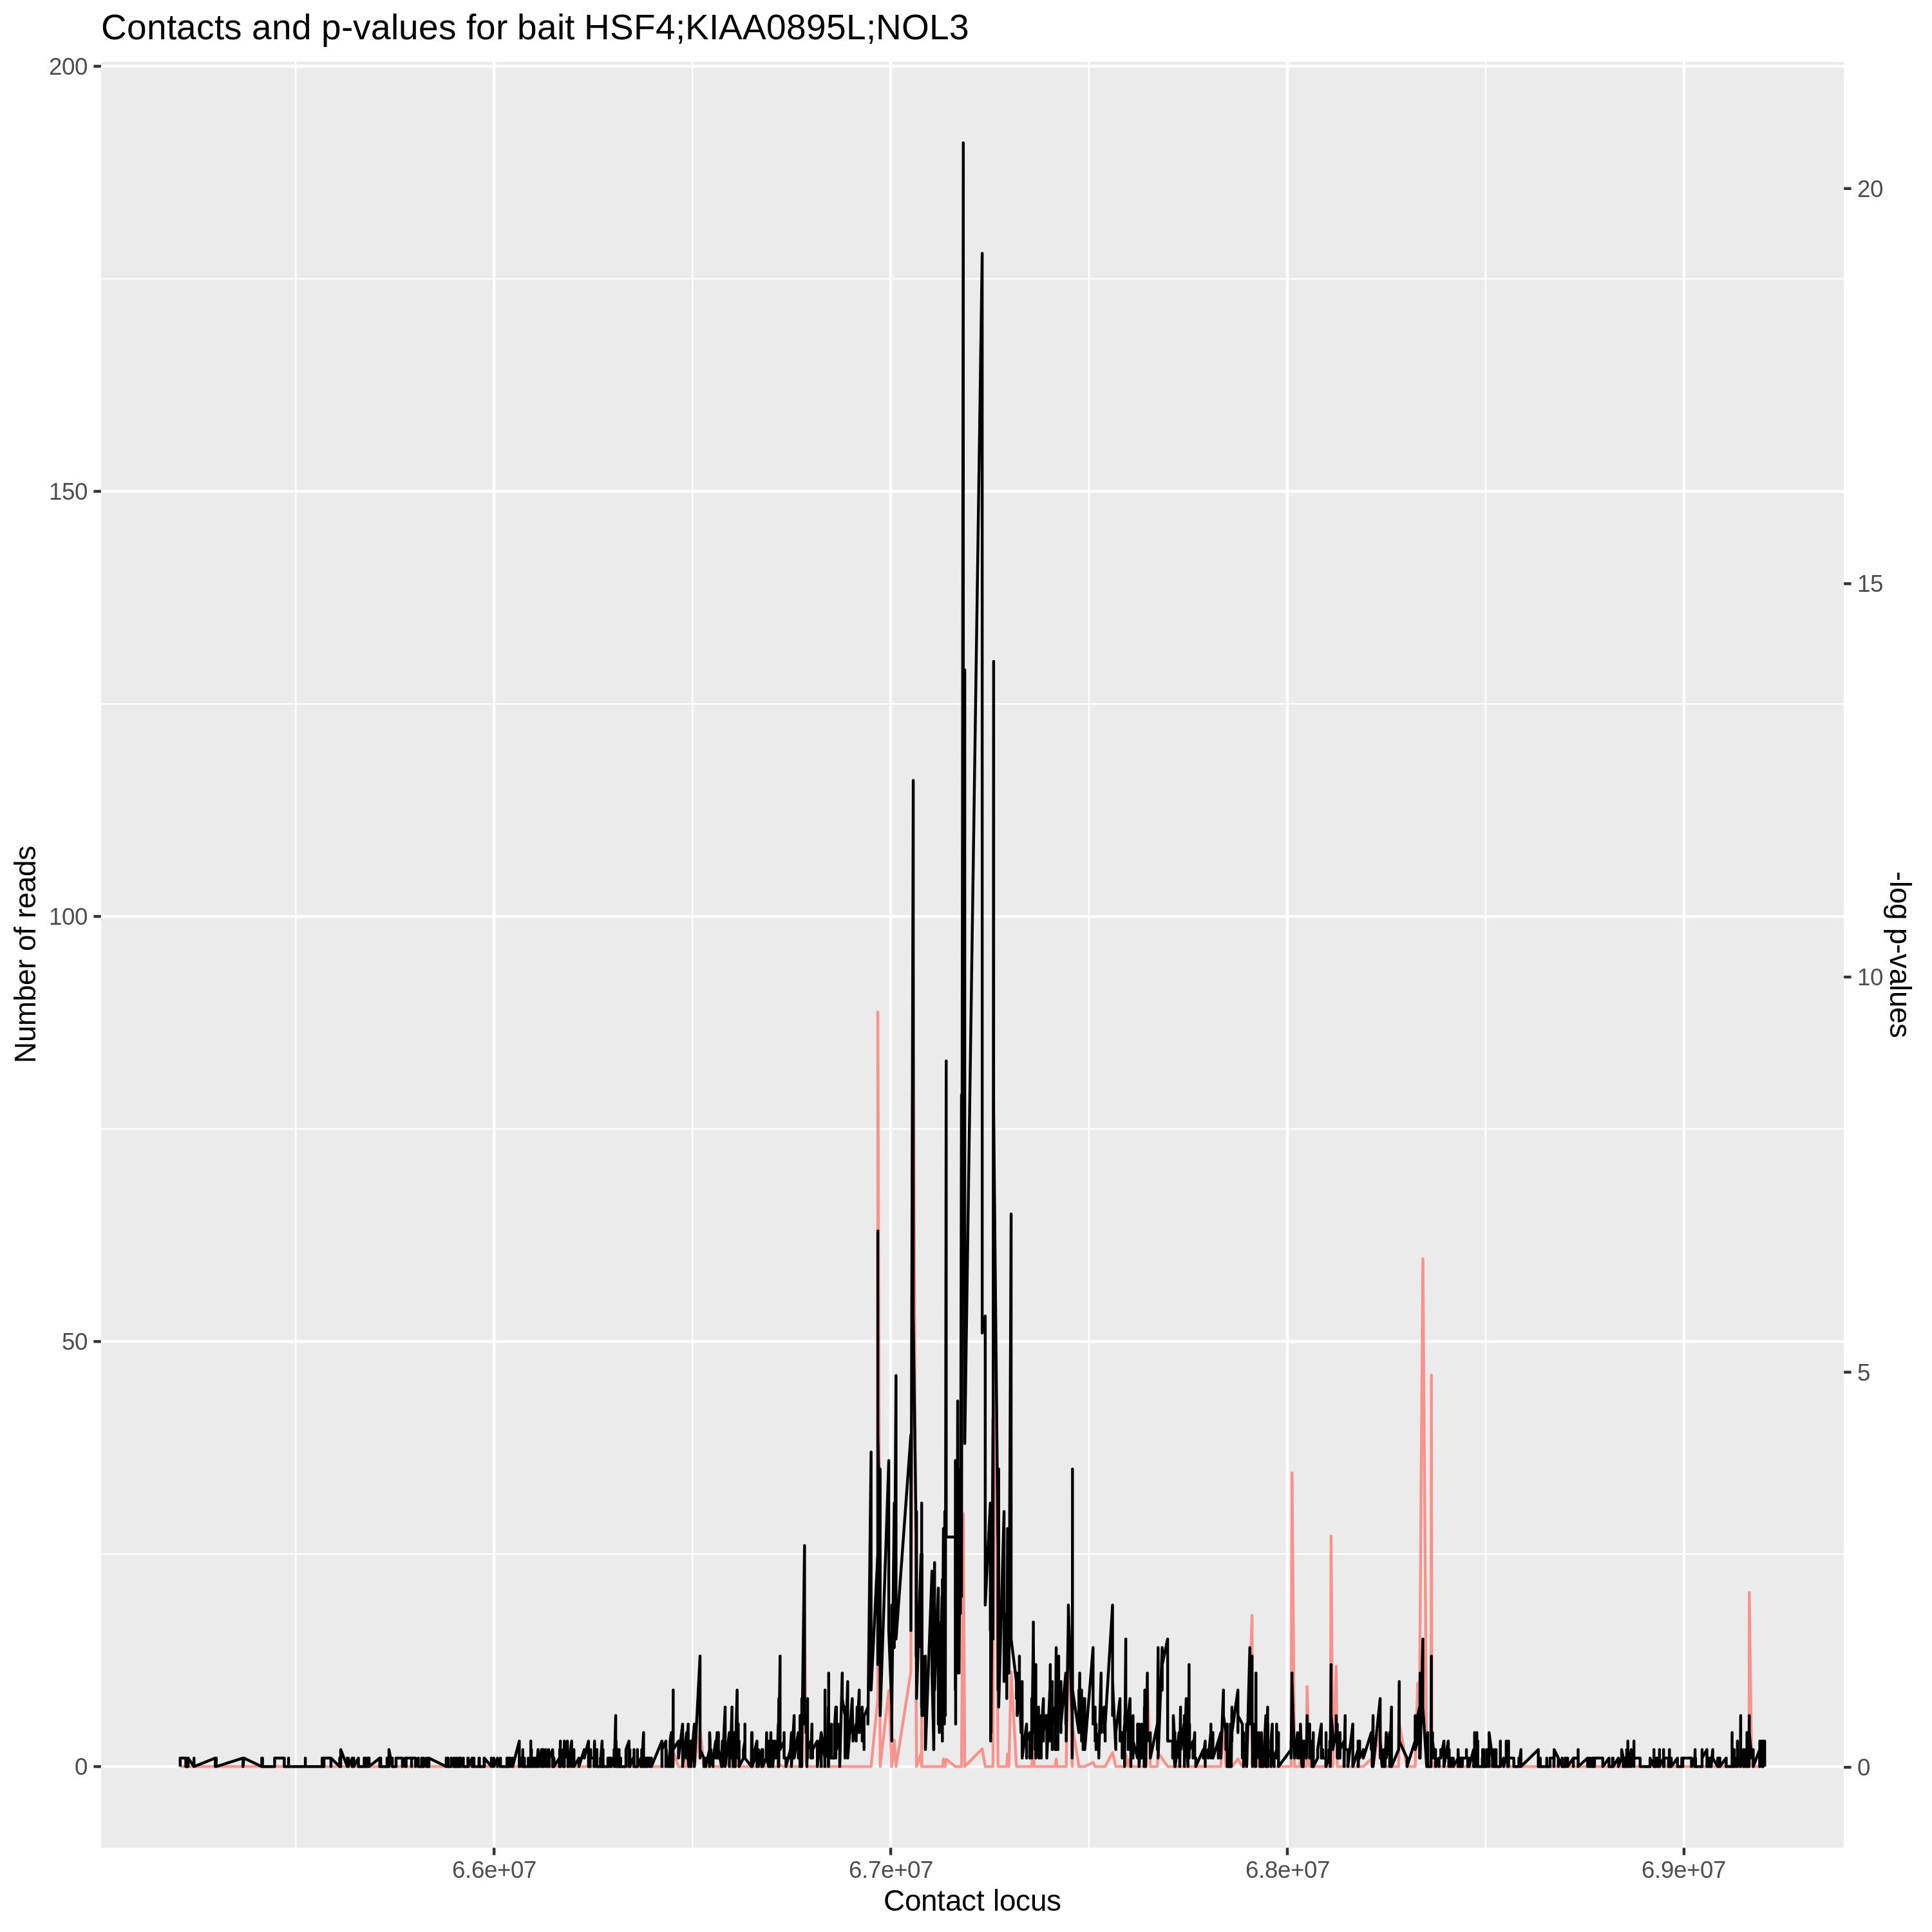 Contacts and p-values for bait HSF4;KIAA0895L;NOL3
200
150
100
50
0
Number of reads
20
15
10
5
0
-log p-values
6.6e+07 6.7e+07 6.8e+07 6.9e+07
Contact locus